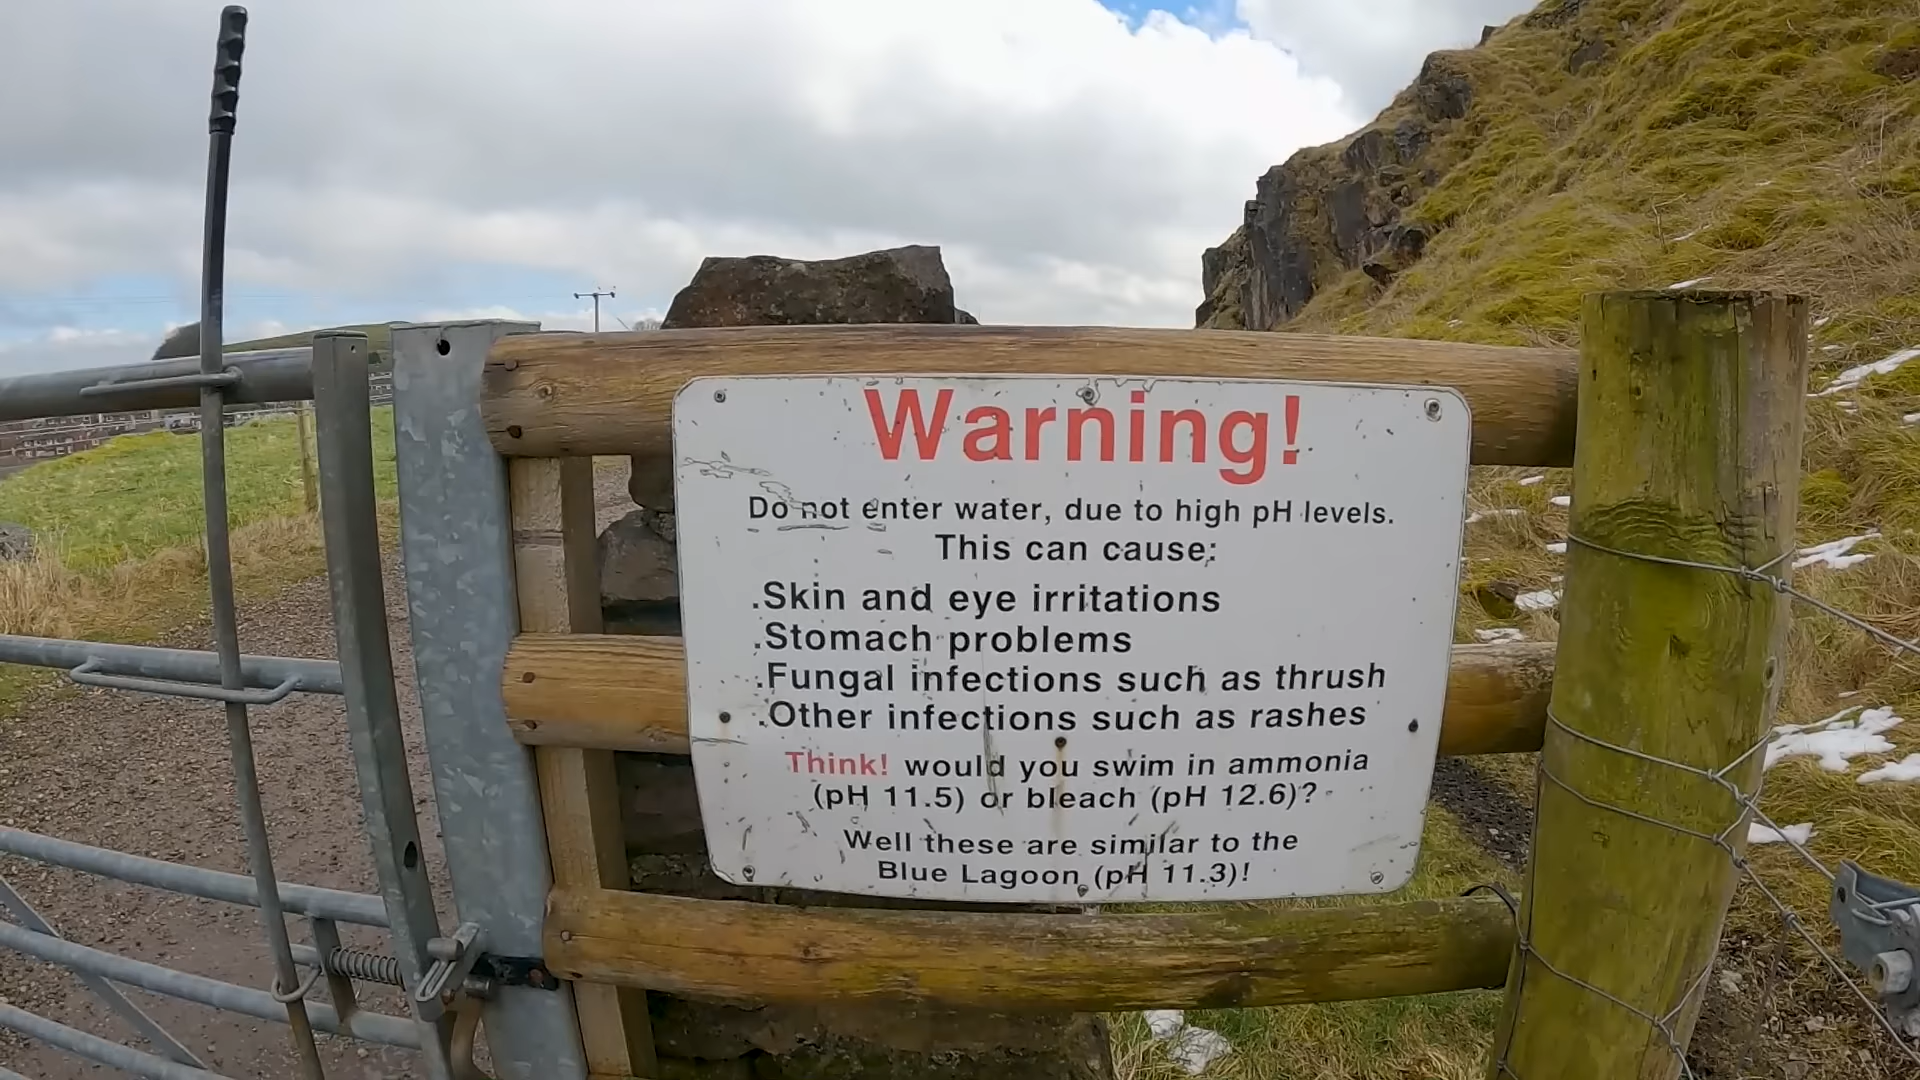 Warning!
Do not enter water, due to high pH levels.
This can cause:
.Skin and eye irritations
.Stomach problems
.Fungal infections such as thrush
.Other infections such as rashes
Think! would you swim in ammonia
(pH 11.5) or bleach (pH 12.6)?
Well these are similar to the
Blue Lagoon (pH 11.3)!